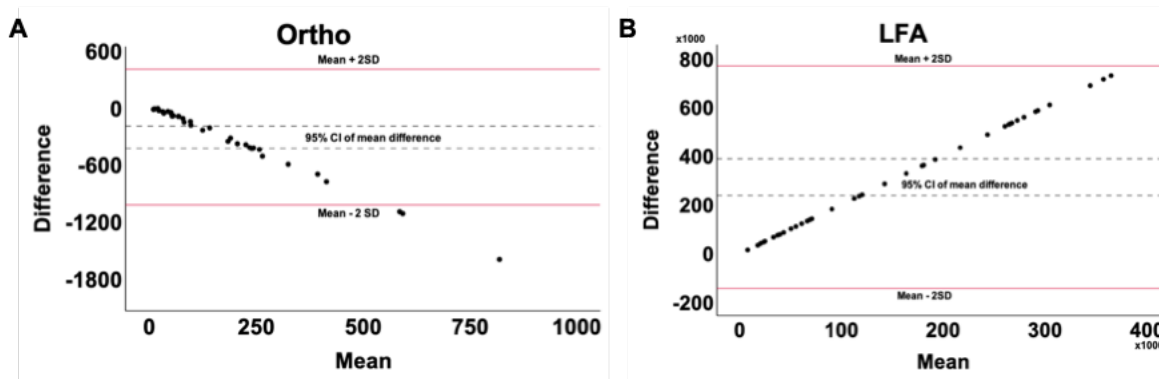 A
Ortho
600
0
-600
-1200
-1800
Difference
Mean + 2SD
95% CI of mean difference
Mean - 2 SD
0 250 500 750 1000
Mean
B
LFA
x1000
800
600
400
200
0
-200
Difference
Mean + 2SD
95% CI of mean difference
Mean - 2SD
0 100 200 300 400
x1000
Mean